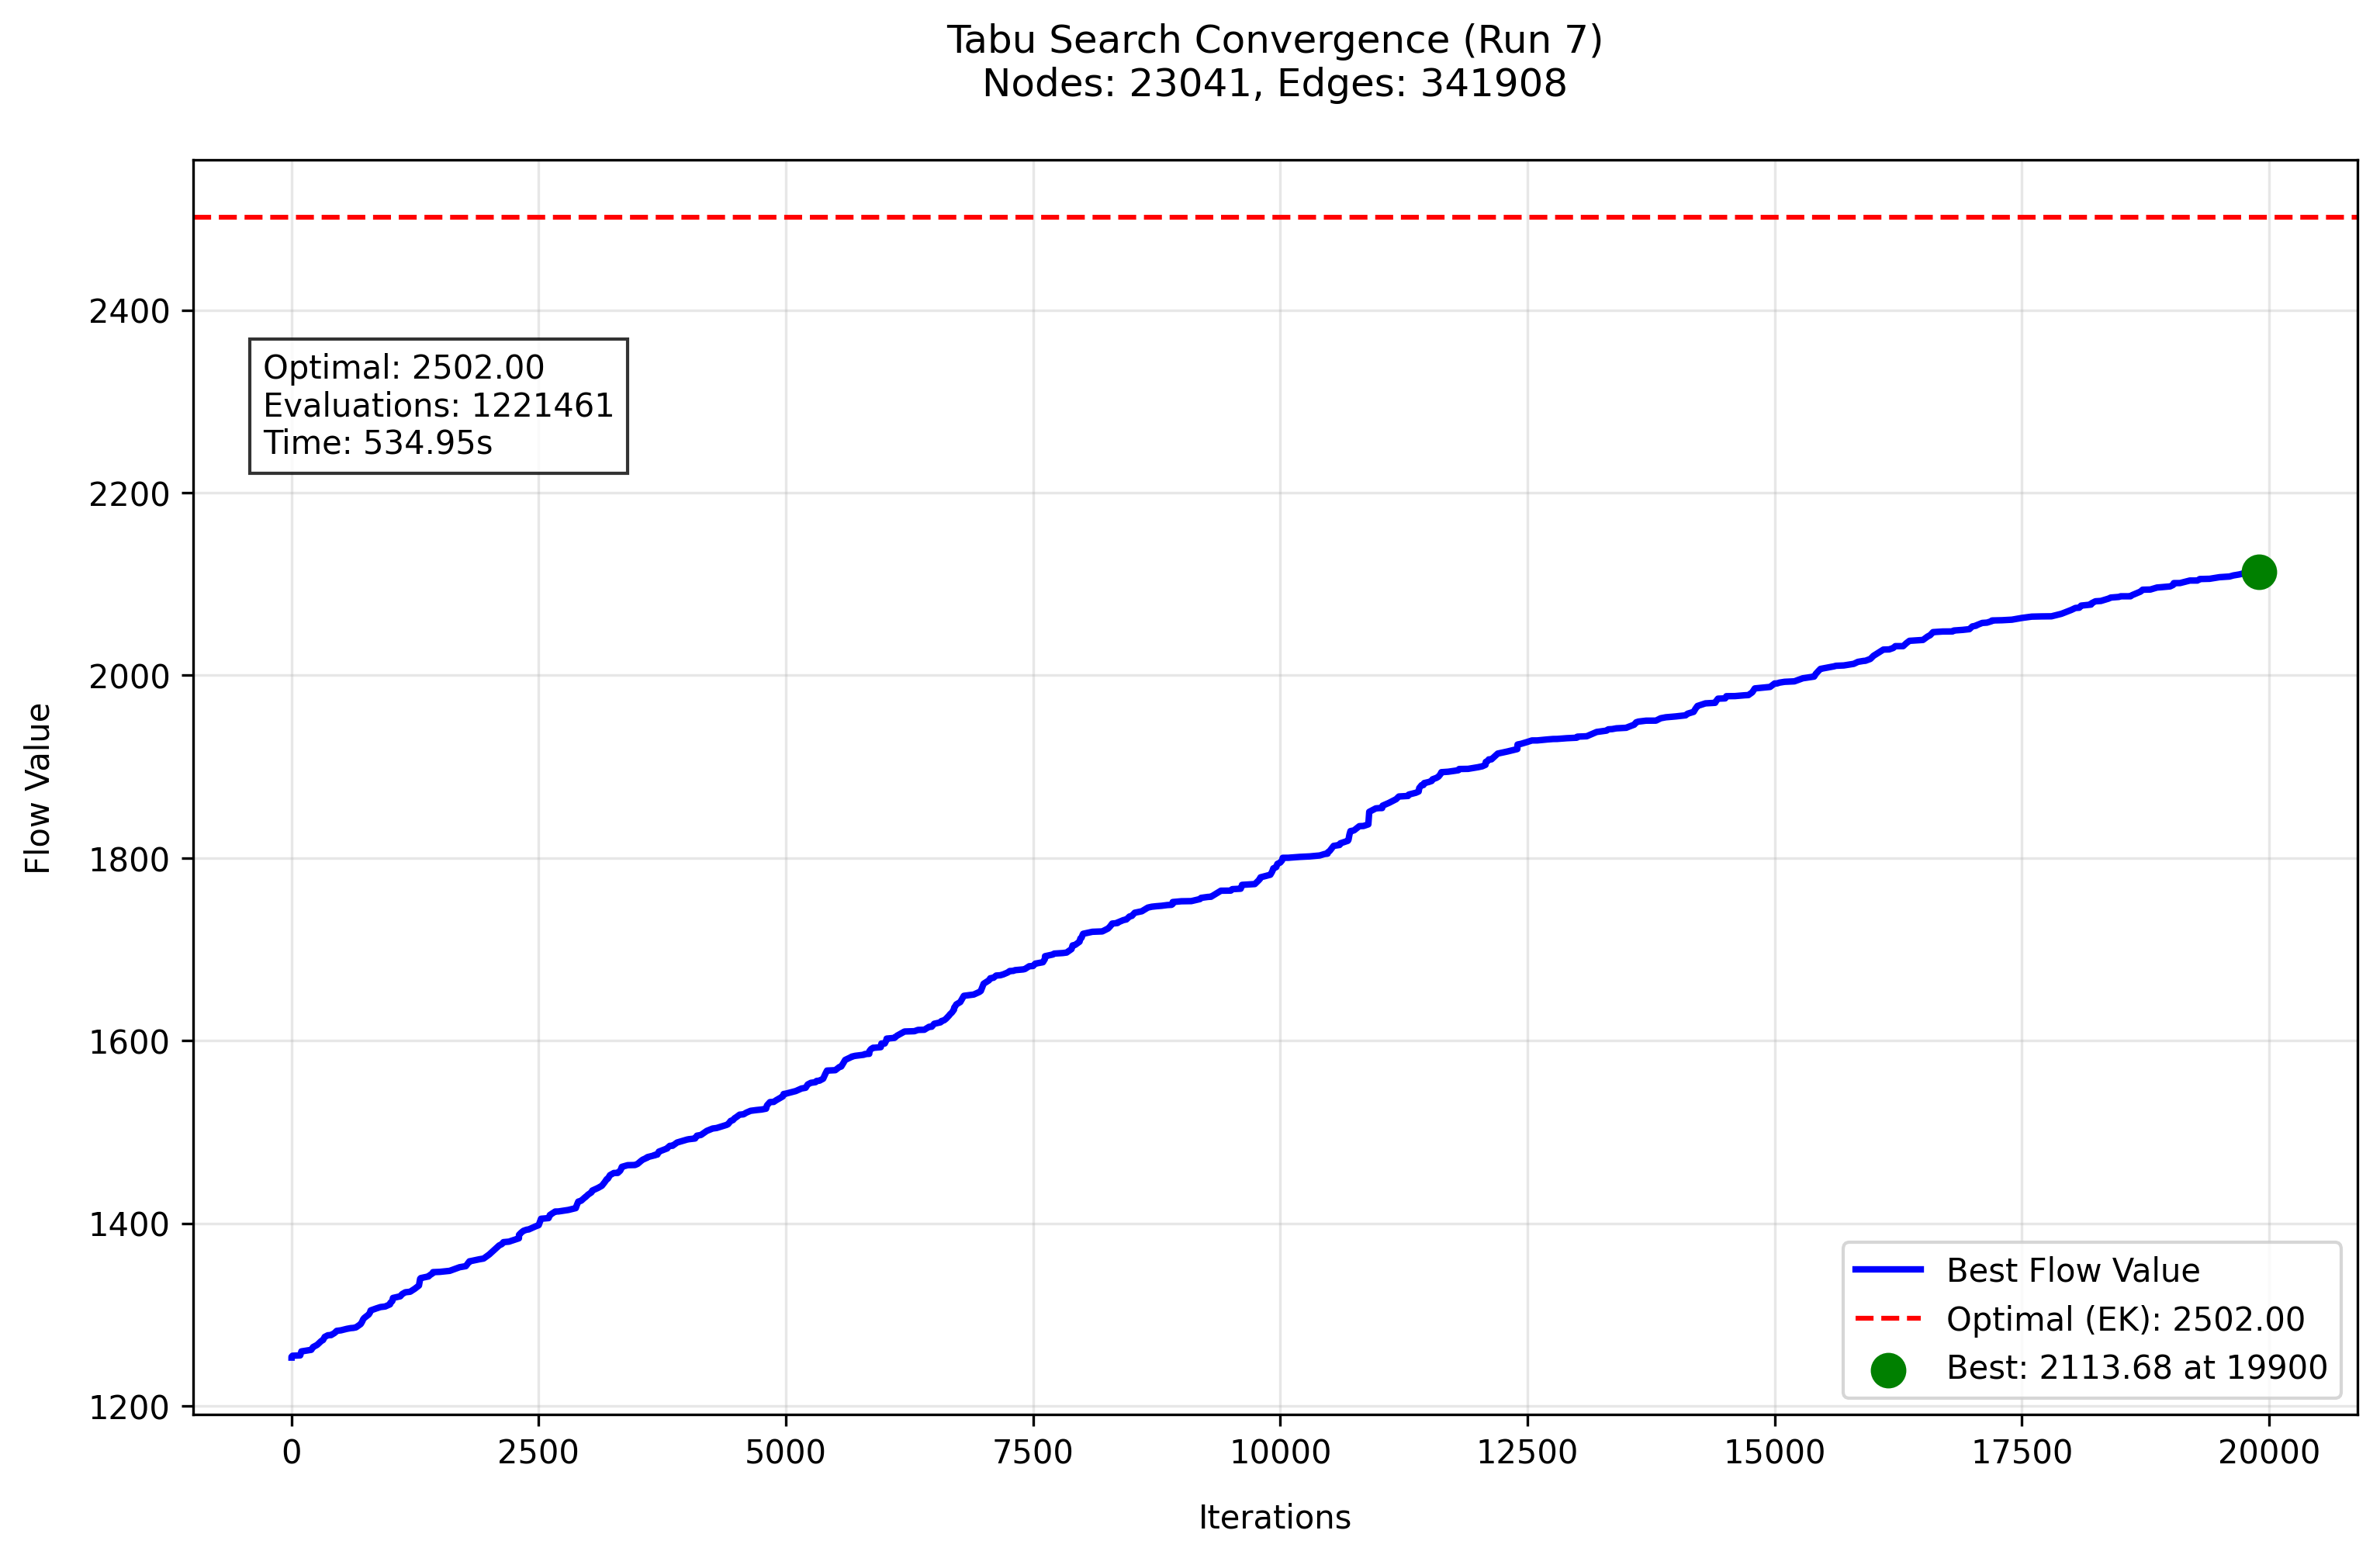 Tabu Search Convergence (Run 7)
Nodes: 23041, Edges: 341908
Optimal: 2502.00
Evaluations: 1221461
Time: 534.95s
Flow Value
2400
2200
2000
1800
1600
1400
1200
Best Flow Value
Optimal (EK): 2502.00
Best: 2113.68 at 19900
0 2500 5000 7500 10000 12500 15000 17500 20000
Iterations